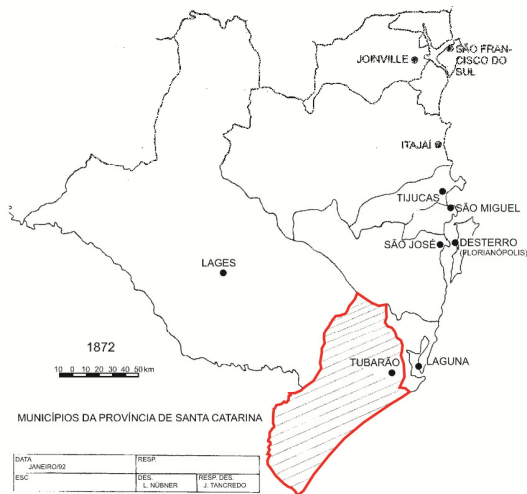 JOINVILLE
SÃO FRAN-
CISCO DO
SUL
ITAJAÍ
TIJUCAS
SÃO MIGUEL
SÃO JOSÉ
DESTERRO
(FLORIANÓPOLIS)
LAGES
1872
10 0 10 20 30 40 50 km
TUBARÃO
LAGUNA
MUNICÍPIOS DA PROVÍNCIA DE SANTA CATARINA
DATA
JANEIRO/92
RESP.
ESC
DES.
L. NÜBNER
RESP. DES.
J. TANCREDO